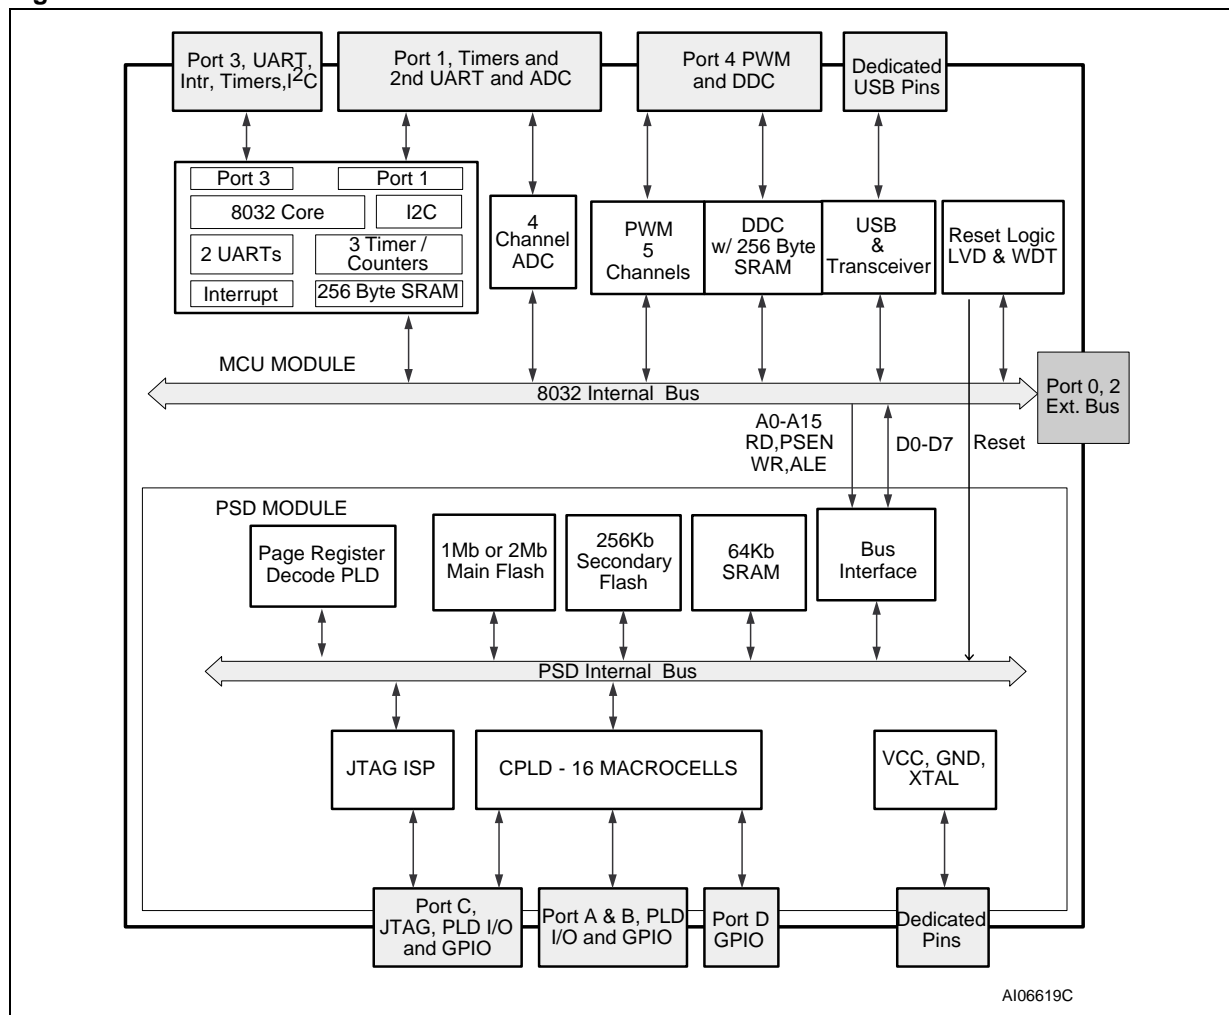 Port 3, UART,
Intr, Timers,I2C
Port 1, Timers and
2nd UART and ADC
Port 4 PWM
and DDC
Dedicated
USB Pins
Port 3
Port 1
8032 Core
I2C
2 UARTs
3 Timer /
Counters
Interrupt
256 Byte SRAM
4
Channel
ADC
PWM
5
Channels
DDC
w/ 256 Byte
SRAM
USB
&
Transceiver
Reset Logic
LVD & WDT
MCU MODULE
8032 Internal Bus
Port 0, 2
Ext. Bus
A0-A15
RD,PSEN
WR,ALE
D0-D7
Reset
PSD MODULE
Page Register
Decode PLD
1Mb or 2Mb
Main Flash
256Kb
Secondary
Flash
64Kb
SRAM
Bus
Interface
PSD Internal Bus
JTAG ISP
CPLD - 16 MACROCELLS
VCC, GND,
XTAL
Port C,
JTAG, PLD I/O
and GPIO
Port A & B, PLD
I/O and GPIO
Port D
GPIO
Dedicated
Pins
AI06619C